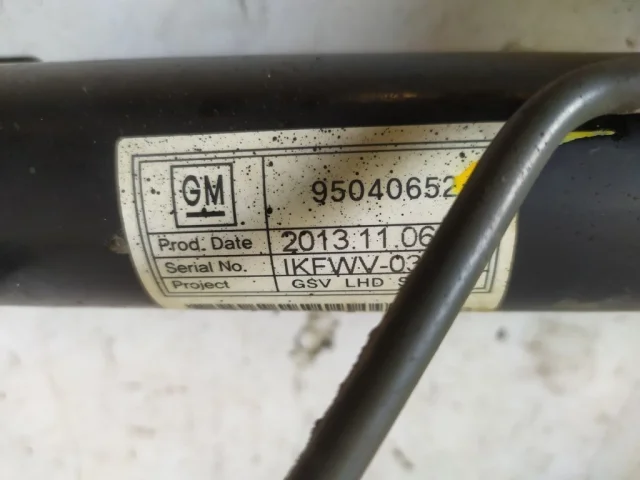 GM 95040652
Prod. Date 2013.11.06
Serial No. IKFWV-03
Project GSV LHD S